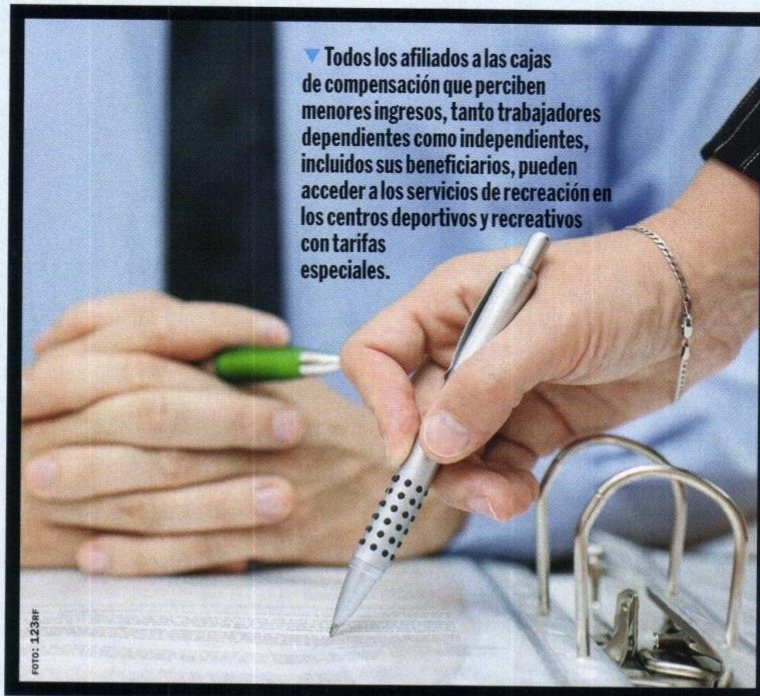 Todos los afiliados a las cajas
de compensación que perciben
menores ingresos, tanto trabajadores
dependientes como independientes,
incluidos sus beneficiarios, pueden
acceder a los servicios de recreación en
los centros deportivos y recreativos
con tarifas
especiales.
FOTO: 123RF